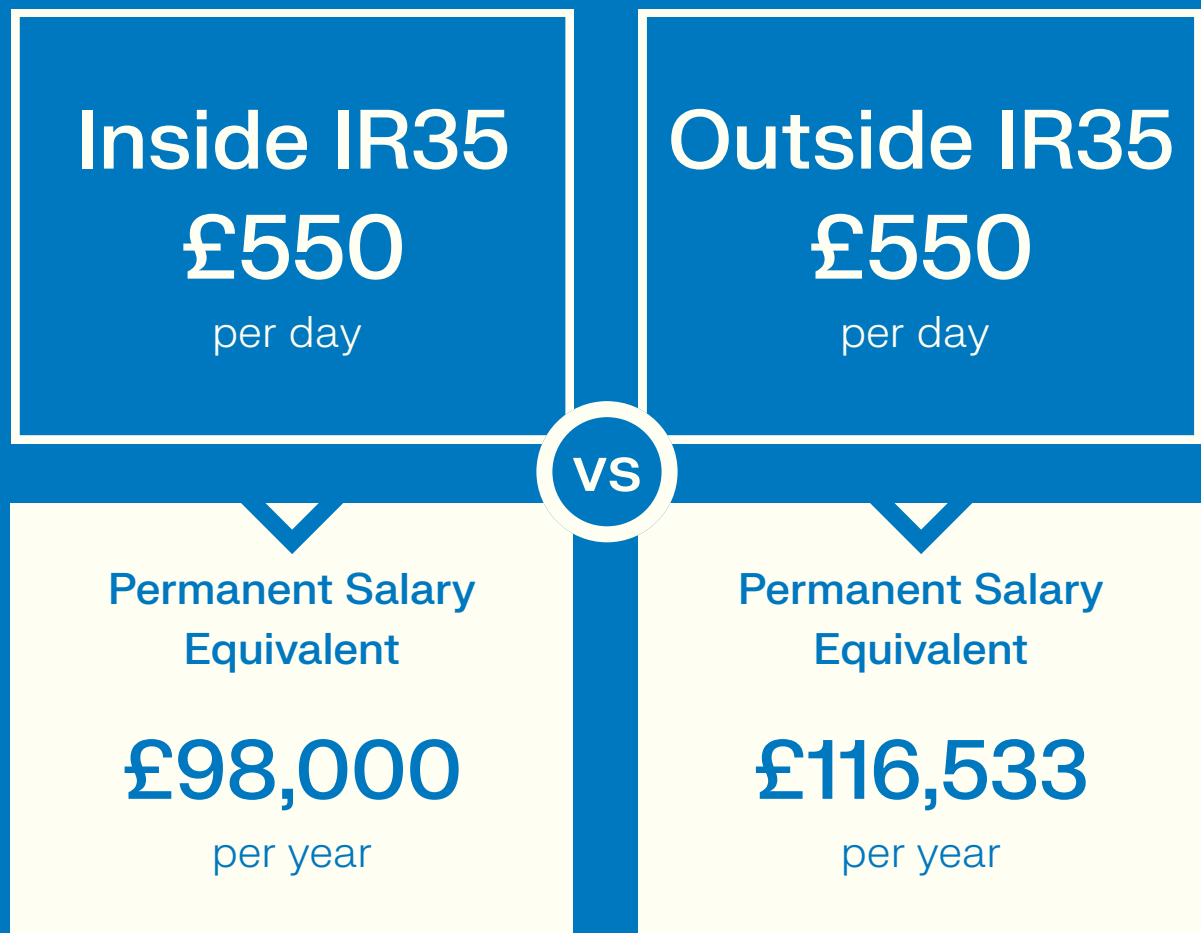 Inside IR35
£550
per day
Outside IR35
£550
per day
VS
Permanent Salary
Equivalent
£98,000
per year
Permanent Salary
Equivalent
£116,533
per year